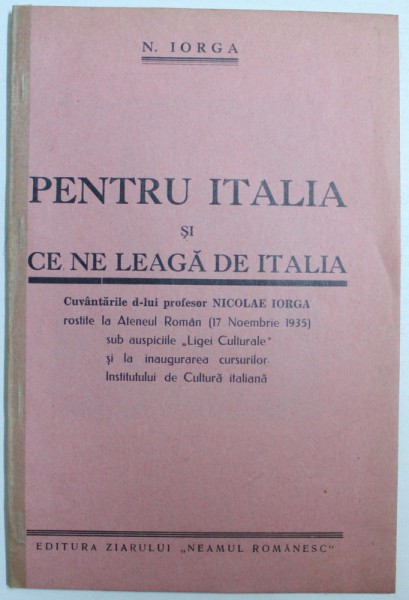 N. IORGA
PENTRU ITALIA
ȘI
CE NE LEAGĂ DE ITALIA
Cuvântările d-lui profesor NICOLAE IORGA
rostite la Ateneul Român (17 Noembrie 1935)
sub auspiciile „Ligei Culturale"
și la inaugurarea cursurilor
Institutului de Cultură italiană
EDITURA ZIARULUI „NEAMUL ROMÂNESC"